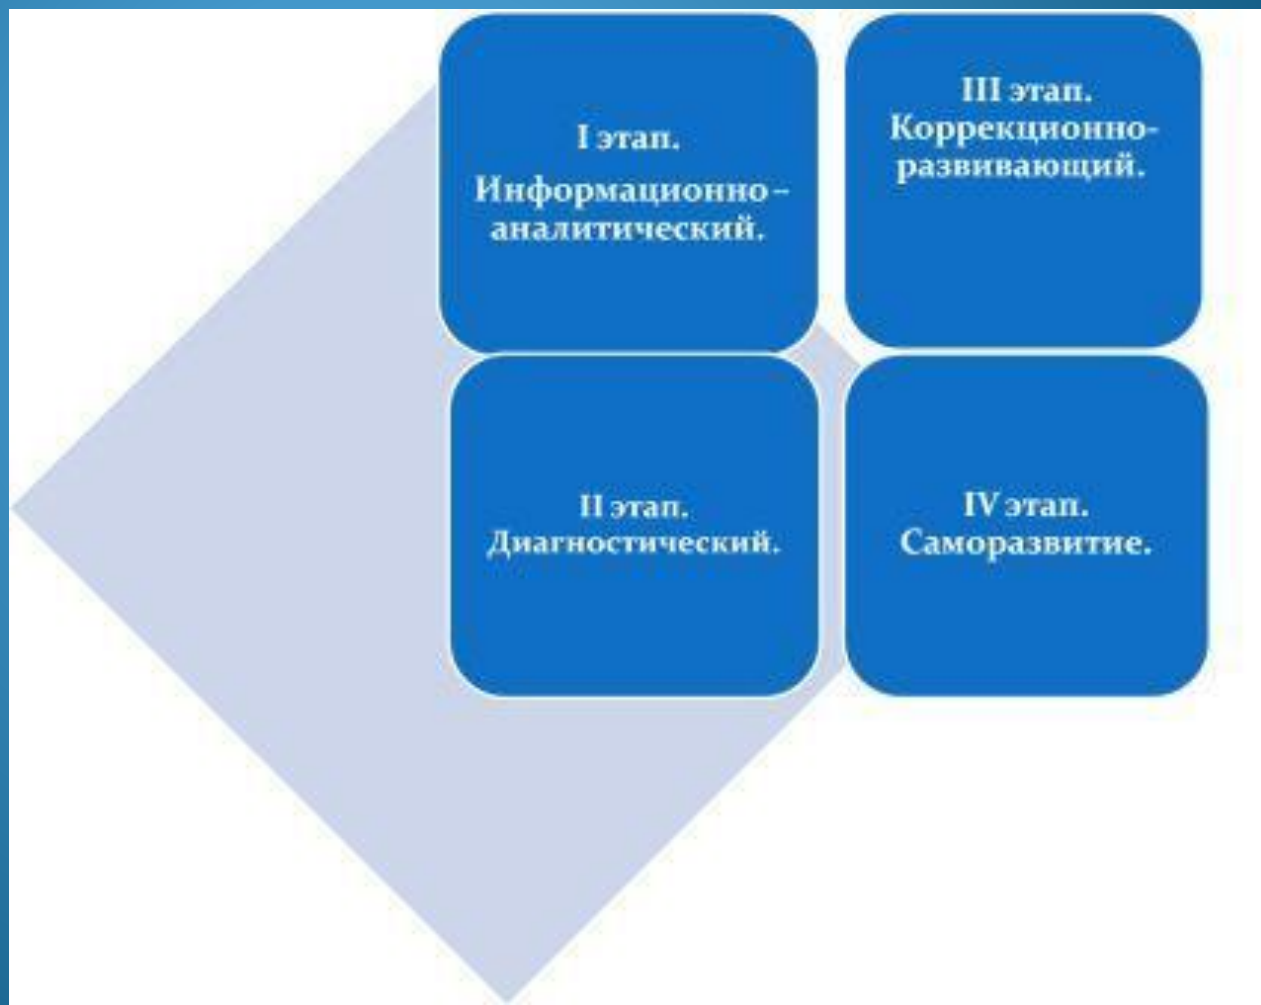 I этап.
Информационно –
аналитический.
II этап.
Диагностический.
III этап.
Коррекционно-
развивающий.
IV этап.
Саморазвитие.